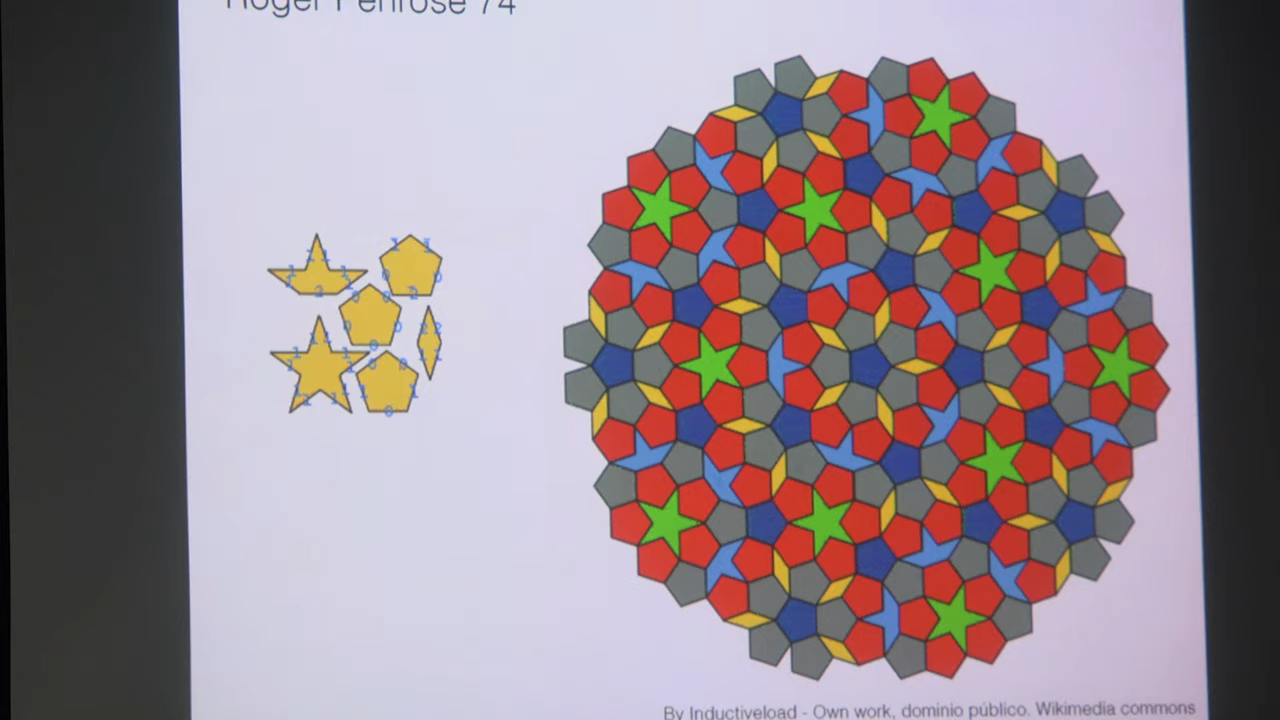 Roger Penrose 74
By Inductiveload - Own work, dominio público. Wikimedia commons